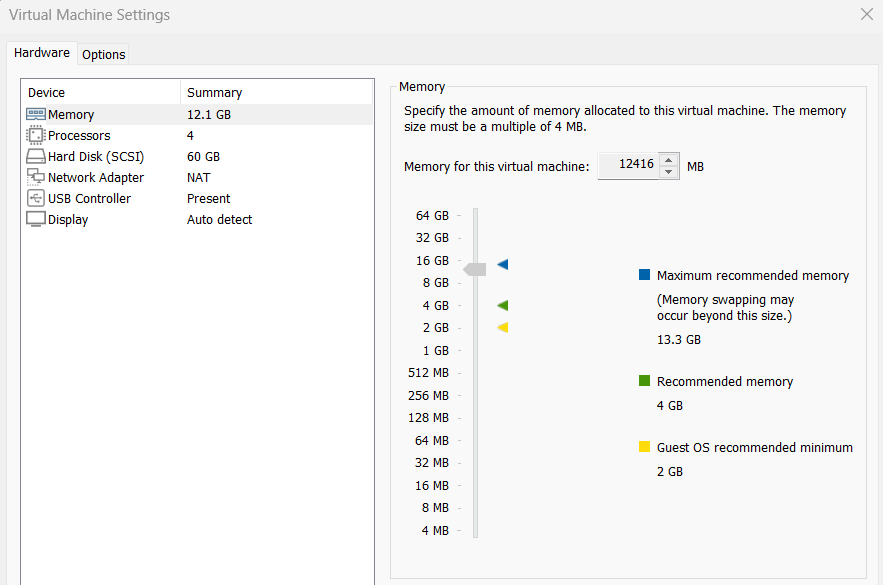 Virtual Machine Settings
Hardware
Options
Device Summary
Memory 12.1 GB
Processors 4
Hard Disk (SCSI) 60 GB
Network Adapter NAT
USB Controller Present
Display Auto detect
Memory
Specify the amount of memory allocated to this virtual machine. The memory
size must be a multiple of 4 MB.
Memory for this virtual machine: 12416 MB
64 GB
32 GB
16 GB
8 GB
4 GB
2 GB
1 GB
512 MB
256 MB
128 MB
64 MB
32 MB
16 MB
8 MB
4 MB
Maximum recommended memory
(Memory swapping may
occur beyond this size.)
13.3 GB
Recommended memory
4 GB
Guest OS recommended minimum
2 GB